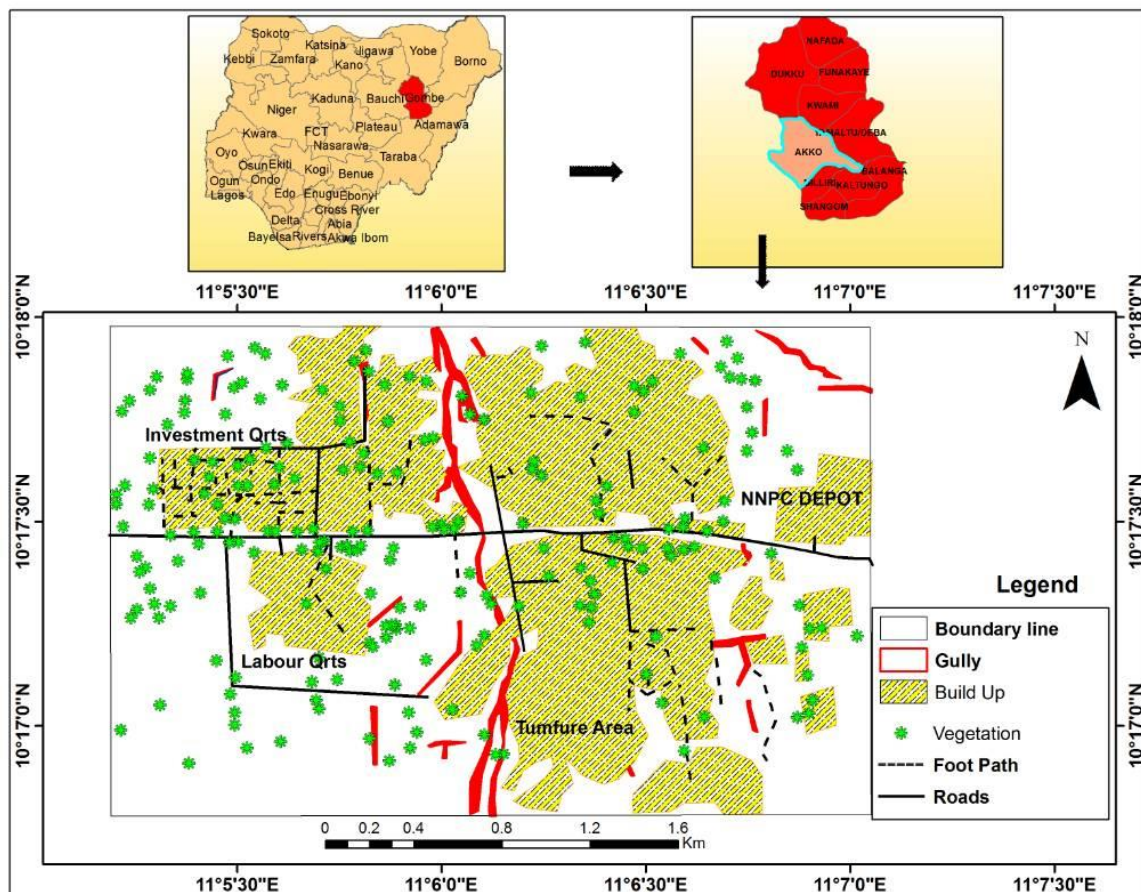 Sokoto
Katsina
Jigawa
Yobe
Kebbi
Zamfara
Kano
Borno
Kaduna
Bauchi
Gombe
Niger
Adamawa
Kwara
FCT
Plateau
Nasarawa
Oyo
Taraba
Osun
Ekiti
Kogi
Benue
Ogun
Ondo
Lagos
Edo
Enugu
Ebonyi
Cross River
Delta
Abia
Bayelsa
Rivers
Akwa Ibom
NAFADA
DUKKU
FUNAKAYE
KWAMI
YAMALTU/DEBA
AKKO
BALANGA
BILLIRI
KALTUNGO
SHANGOM
11°5'30"E 11°6'0"E 11°6'30"E 11°7'0"E 11°7'30"E
10°18'0"N
10°18'0"N
N
Investment Qrts
NNPC DEPOT
10°17'30"N
10°17'30"N
Labour Qrts
Tumfure Area
10°17'0"N
10°17'0"N
Legend
Boundary line
Gully
Build Up
Vegetation
Foot Path
Roads
0 0.2 0.4 0.8 1.2 1.6
Km
11°5'30"E 11°6'0"E 11°6'30"E 11°7'0"E 11°7'30"E